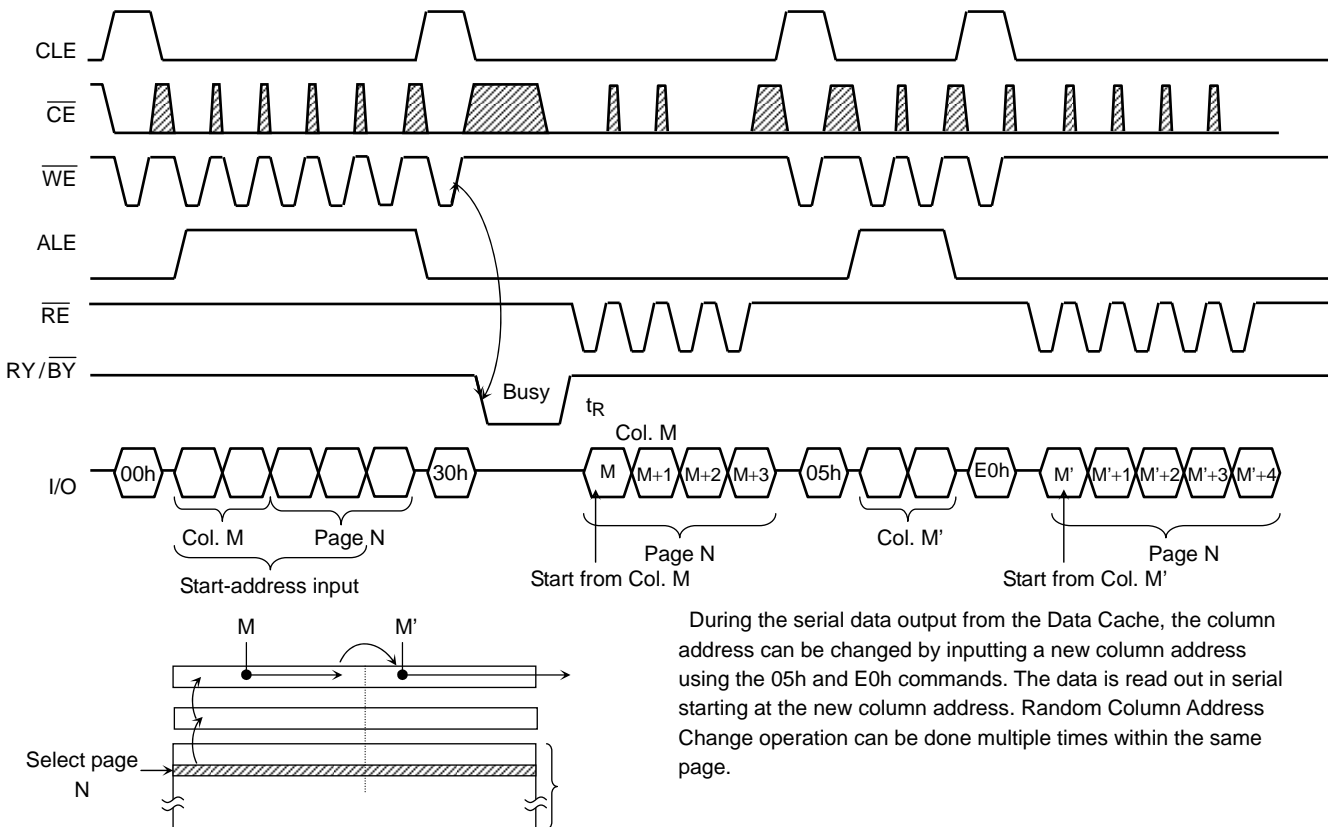 CLE
CE
WE
ALE
RE
RY/BY
Busy
tR
Col. M
I/O
00h
30h
M M+1 M+2 M+3
05h
E0h
M' M'+1 M'+2 M'+3 M'+4
Col. M
Page N
Start-address input
Page N
Start from Col. M
Col. M'
Page N
Start from Col. M'
M
M'
Select page
N
During the serial data output from the Data Cache, the column
address can be changed by inputting a new column address
using the 05h and E0h commands. The data is read out in serial
starting at the new column address. Random Column Address
Change operation can be done multiple times within the same
page.